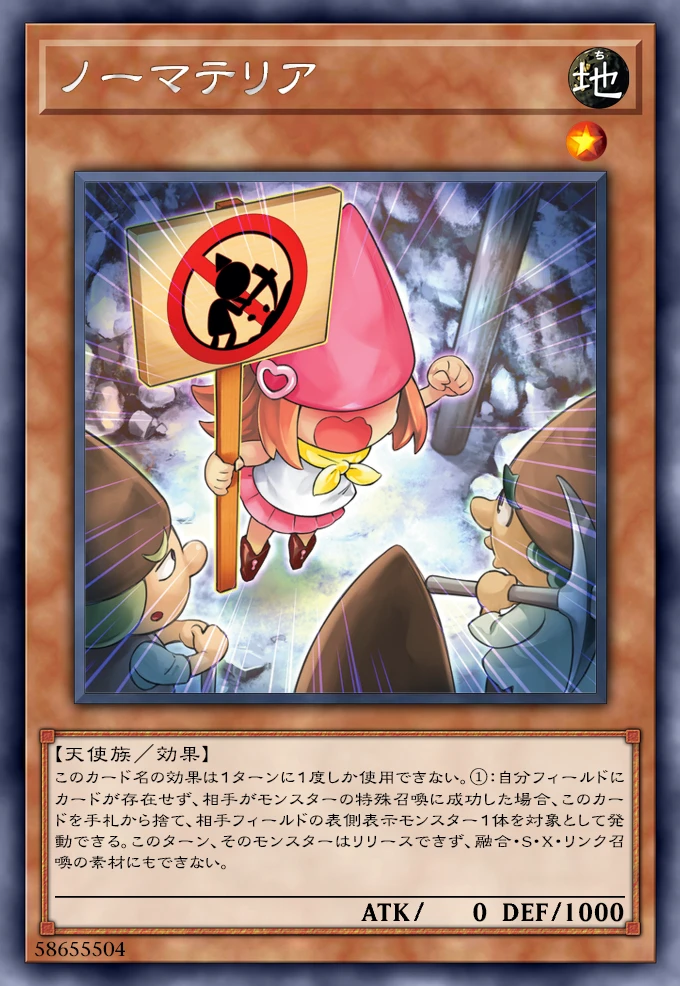 ノーマテリア
ち
地
【天使族／効果】
このカード名の効果は1ターンに1度しか使用できない。①：自分フィールドに
カードが存在せず、相手がモンスターの特殊召喚に成功した場合、このカー
ドを手札から捨て、相手フィールドの表側表示モンスター1体を対象として発
動できる。このターン、そのモンスターはリリースできず、融合・S・X・リンク召
喚の素材にもできない。
ATK/ 0 DEF/1000
58655504